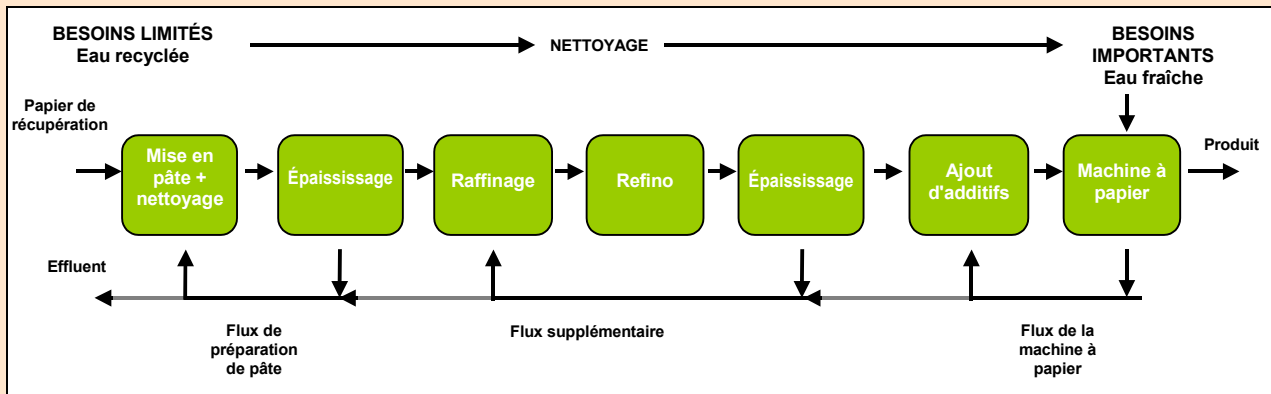 BESOINS LIMITÉS
Eau recyclée
NETTOYAGE
BESOINS
IMPORTANTS
Eau fraîche
Papier de
récupération
Mise en
pâte +
nettoyage
Épaississage
Raffinage
Refino
Épaississage
Ajout
d'additifs
Machine à
papier
Produit
Effluent
Flux de
préparation
de pâte
Flux supplémentaire
Flux de la
machine à
papier